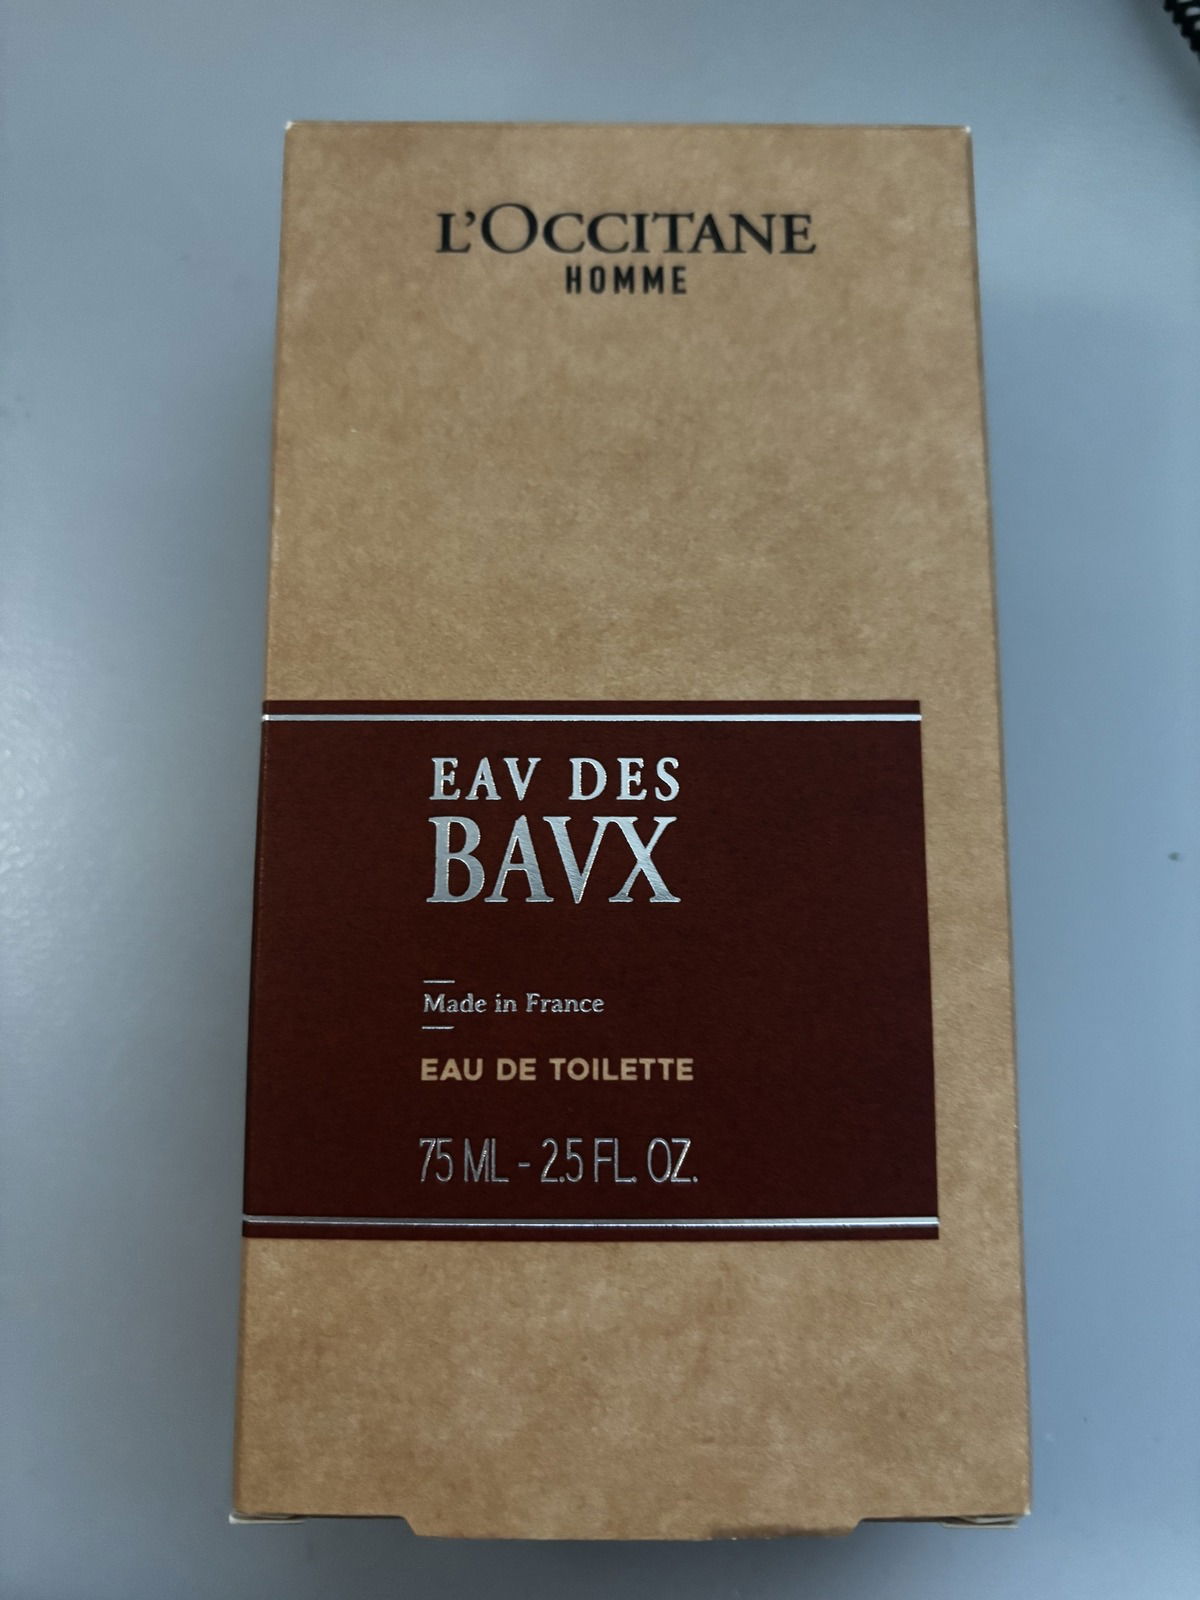 L'OCCITANE
HOMME
EAV DES
BAVX
Made in France
EAU DE TOILETTE
75 ML - 2.5 FL. OZ.